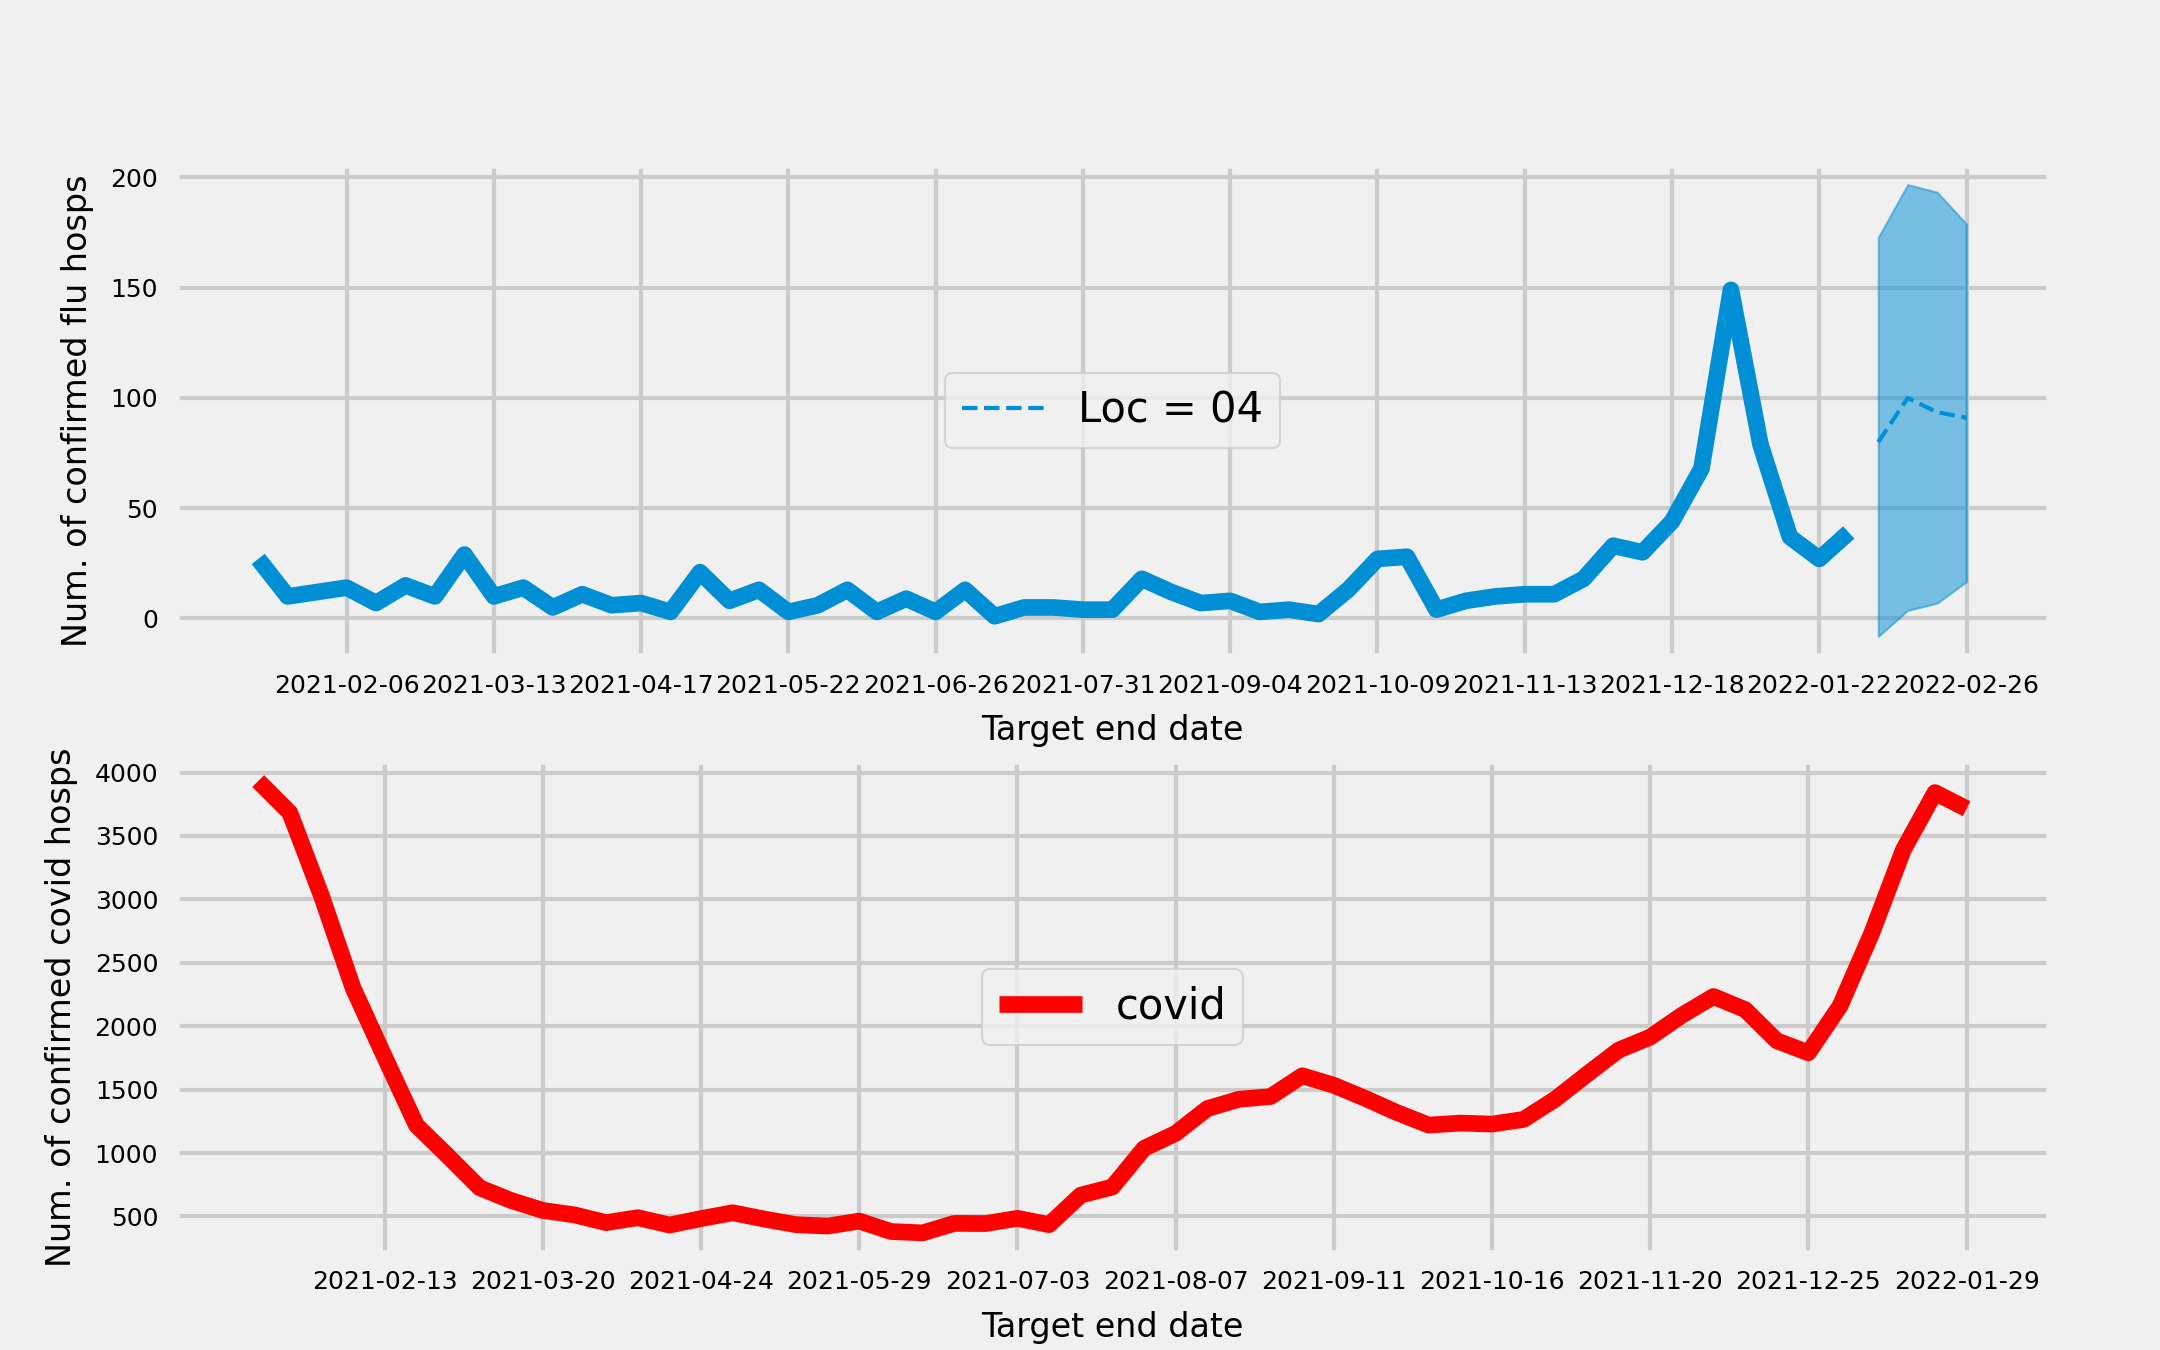 Num. of confirmed flu hosps
200
150
100
50
0
Loc = 04
2021-02-06 2021-03-13 2021-04-17 2021-05-22 2021-06-26 2021-07-31 2021-09-04 2021-10-09 2021-11-13 2021-12-18 2022-01-22 2022-02-26
Target end date
Num. of confirmed covid hosps
4000
3500
3000
2500
2000
1500
1000
500
covid
2021-02-13 2021-03-20 2021-04-24 2021-05-29 2021-07-03 2021-08-07 2021-09-11 2021-10-16 2021-11-20 2021-12-25 2022-01-29
Target end date